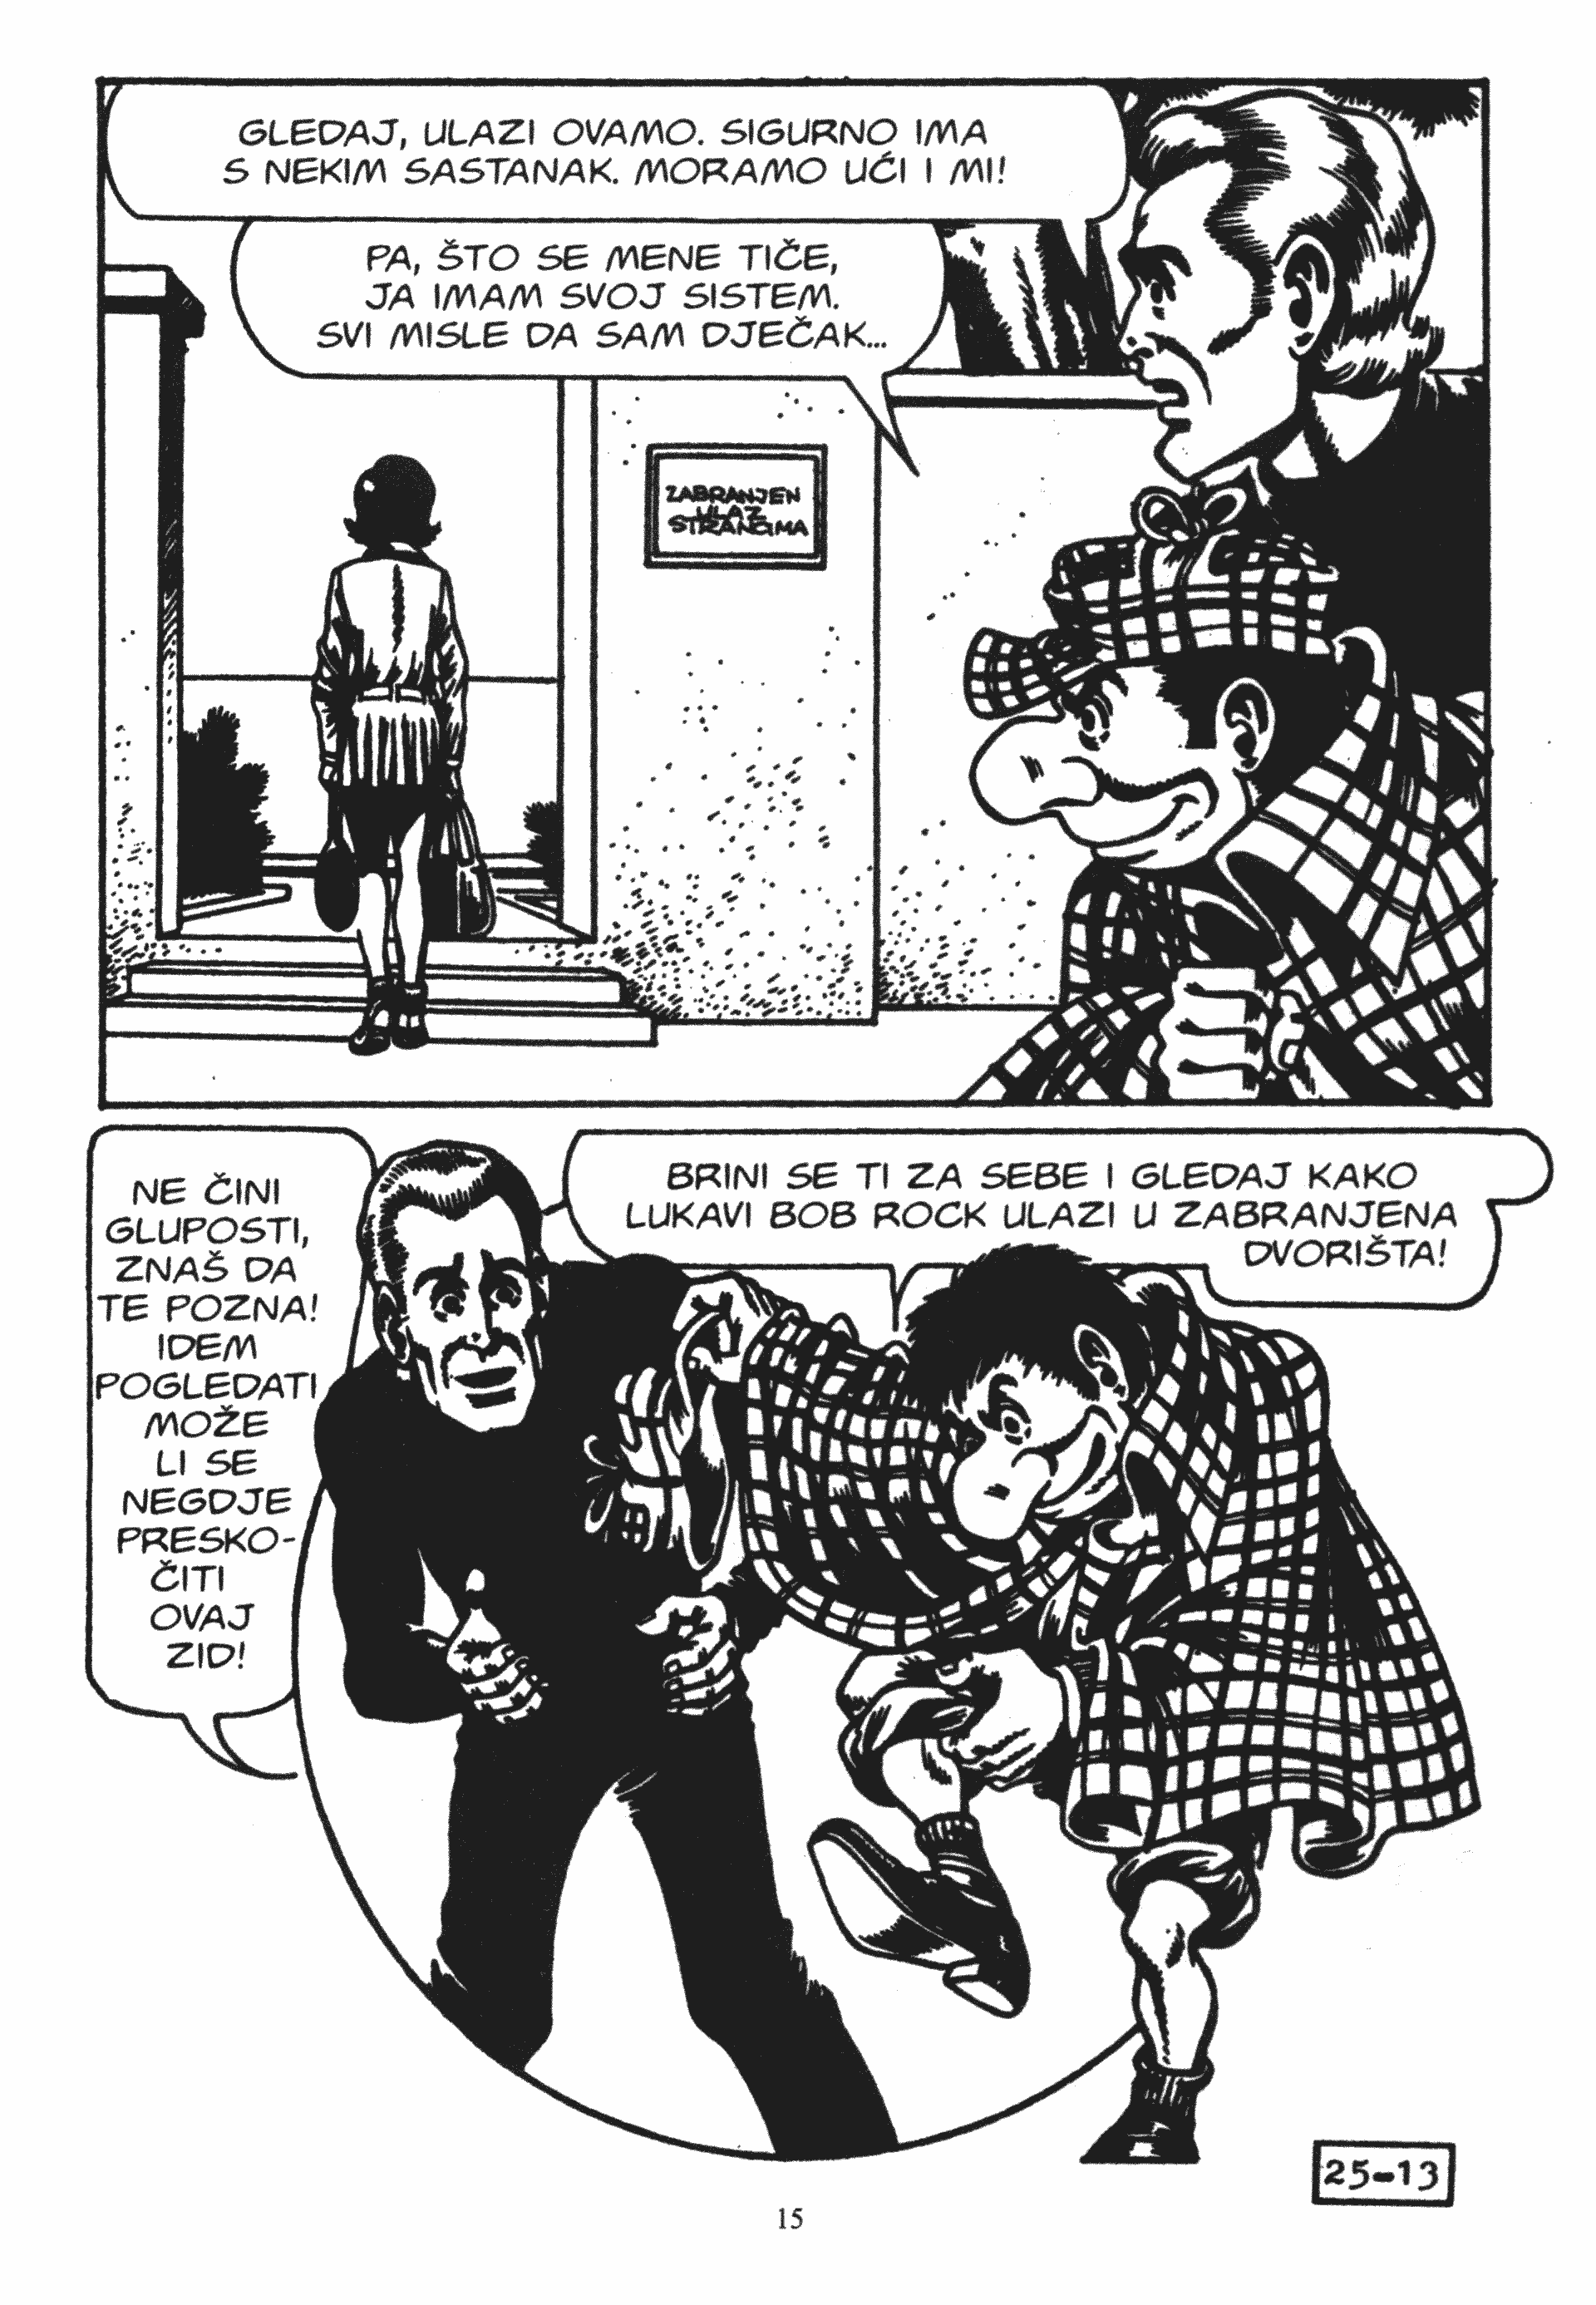 GLEDAJ, ULAZI OVAMO. SIGURNO IMA
S NEKIM SASTANAK. MORAMO UĆI I MI!
PA, ŠTO SE MENE TIČE,
JA IMAM SVOJ SISTEM.
SVI MISLE DA SAM DJEČAK...
ZABRANJEN
ULAZ
STRANCIMA
NE ČINI
GLUPOSTI,
ZNAŠ DA
TE POZNA!
IDEM
POGLEDATI
MOŽE
LI SE
NEGDJE
PRESKO-
ČITI
OVAJ
ZID!
BRINI SE TI ZA SEBE I GLEDAJ KAKO
LUKAVI BOB ROCK ULAZI U ZABRANJENA
DVORIŠTA!
25-13
15